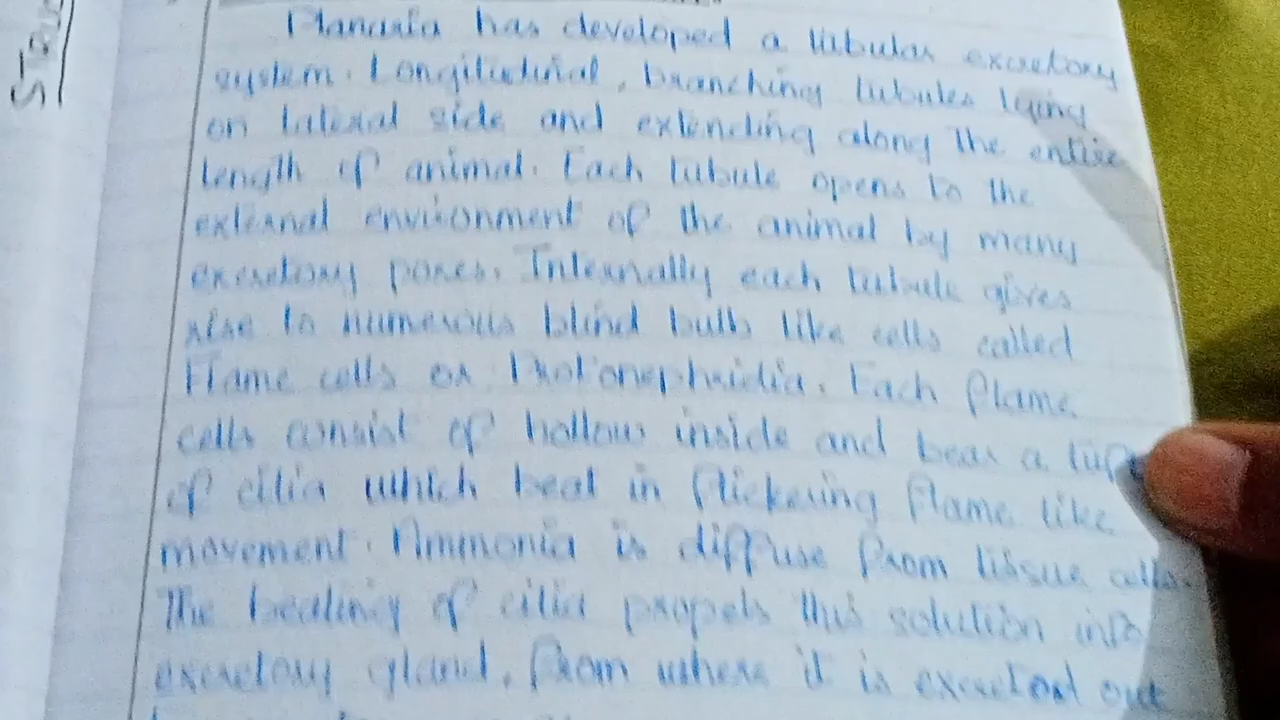 Planaria has developed a tubular excretory
system. Longitudinal, branching tubules lying
on lateral side and extending along the entire
length of animal. Each tubule opens to the
external environment of the animal by many
excretory pores. Internally each tubule gives
rise to numerous blind bulb like cells called
Flame cells or Protonephridia. Each flame
cells consist of hollow inside and bear a tuft
of cilia which beat in flickering flame like
movement. Ammonia is diffuse from tissue cells.
The beating of cilia propels this solution into
excretory gland, from where it is excreted out